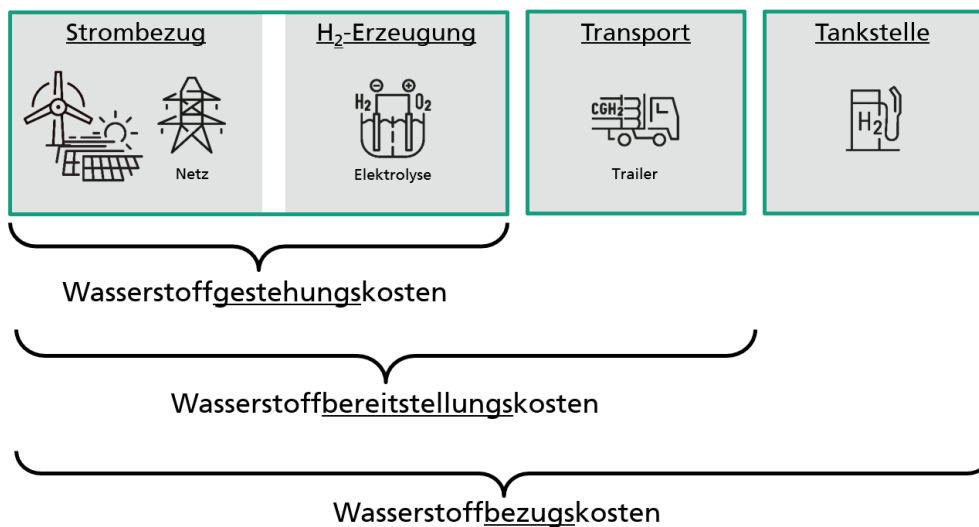 Strombezug
H₂-Erzeugung
Transport
Tankstelle
Netz
H₂
O₂
Elektrolyse
CGH₂
Trailer
H₂
Wasserstoffgestehungskosten
Wasserstoffbereitstellungskosten
Wasserstoffbezugskosten